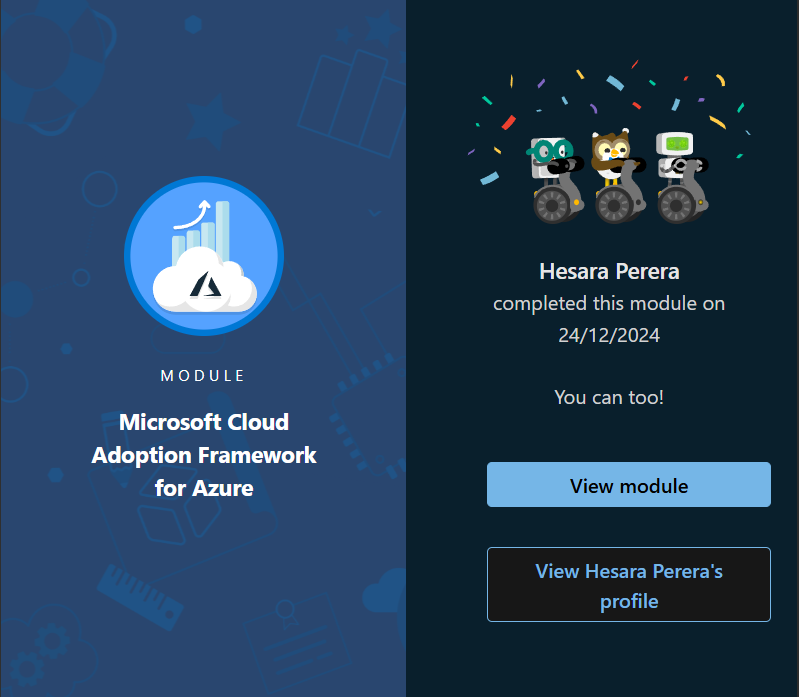 MODULE
Microsoft Cloud
Adoption Framework
for Azure
Hesara Perera
completed this module on
24/12/2024
You can too!
View module
View Hesara Perera's
profile